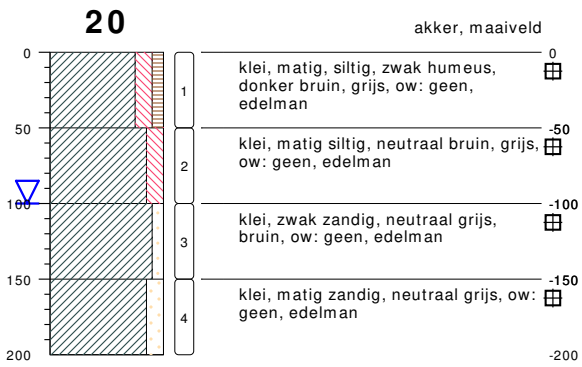 20
akker, maaiveld
0
0
klei, matig, siltig, zwak humeus,
donker bruin, grijs, ow: geen,
edelman
1
50
-50
klei, matig siltig, neutraal bruin, grijs,
ow: geen, edelman
2
100
-100
klei, zwak zandig, neutraal grijs,
bruin, ow: geen, edelman
3
150
-150
klei, matig zandig, neutraal grijs, ow:
geen, edelman
4
200
-200